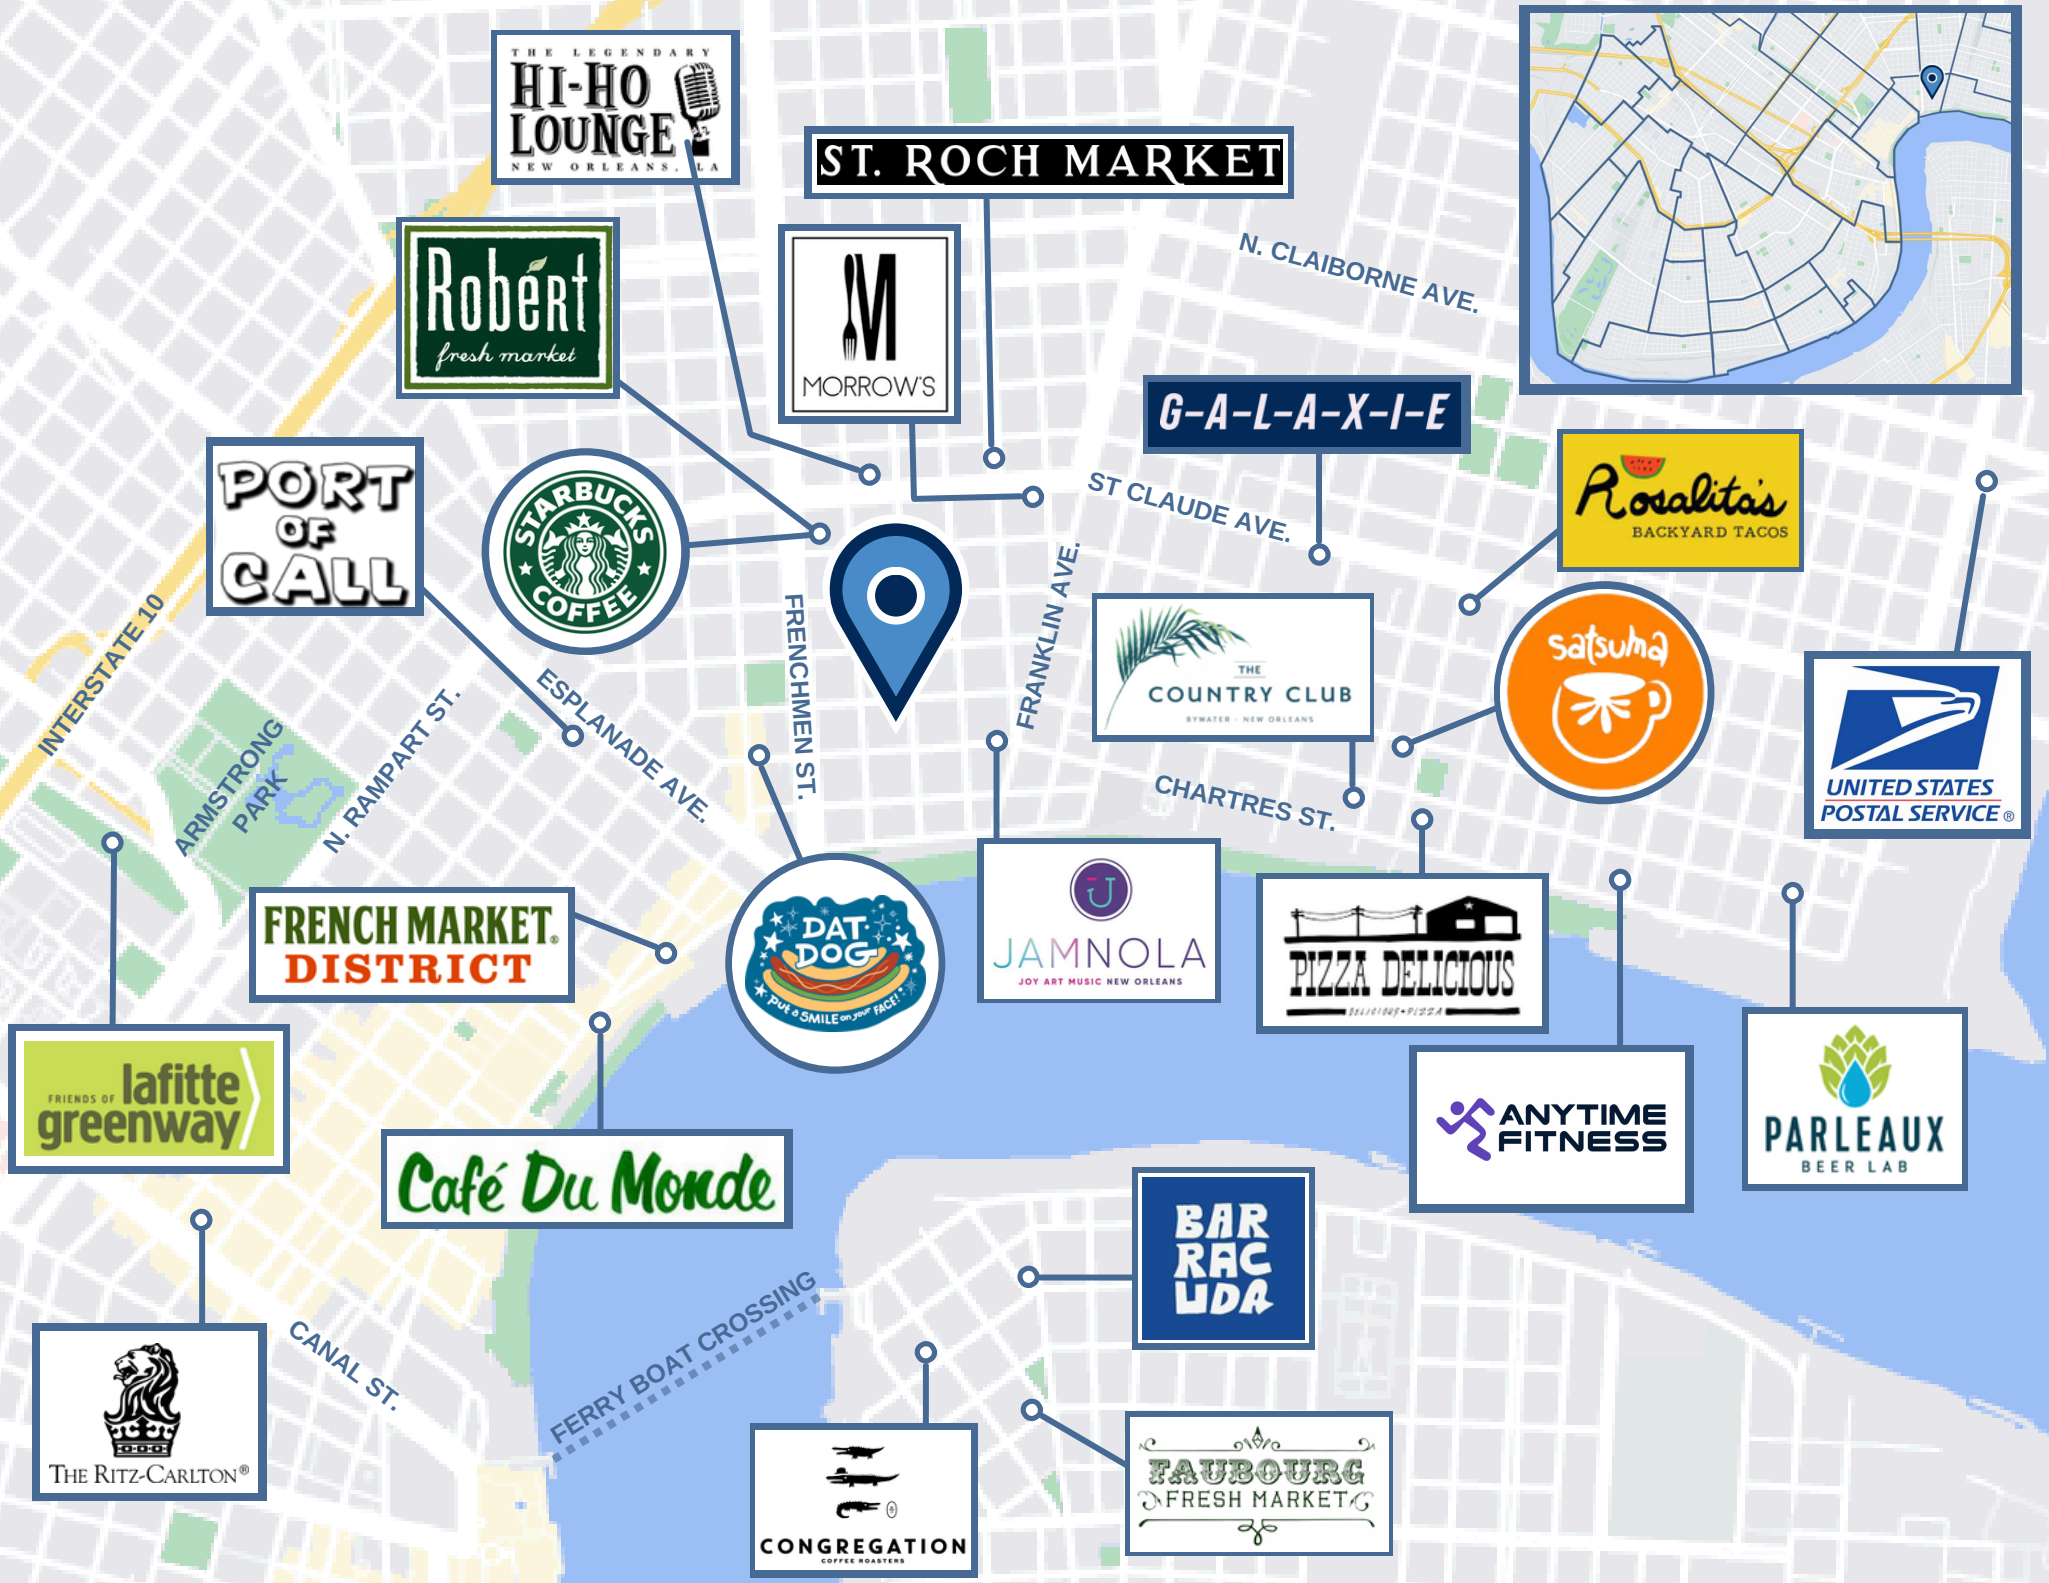 THE LEGENDARY
HI-HO
LOUNGE
NEW ORLEANS, LA
ST. ROCH MARKET
Robért
fresh market
M
MORROW'S
N. CLAIBORNE AVE.
G-A-L-A-X-I-E
Rosalita's
BACKYARD TACOS
PORT
OF
CALL
STARBUCKS
COFFEE
ST CLAUDE AVE.
FRANKLIN AVE.
FRENCHMEN ST.
THE
COUNTRY CLUB
BYWATER - NEW ORLEANS
satsuma
UNITED STATES
POSTAL SERVICE®
INTERSTATE 10
ARMSTRONG
PARK
N. RAMPART ST.
ESPLANADE AVE.
CHARTRES ST.
FRENCH MARKET®
DISTRICT
DAT
DOG
Put a SMILE on your FACE!
J
JAMNOLA
JOY ART MUSIC NEW ORLEANS
PIZZA DELICIOUS
DELICIOUS PIZZA
FRIENDS OF lafitte
greenway
Café Du Monde
ANYTIME
FITNESS
PARLEAUX
BEER LAB
BAR
RAC
UDA
FERRY BOAT CROSSING
CANAL ST.
THE RITZ-CARLTON®
CONGREGATION
COFFEE ROASTERS
FAUBOURG
FRESH MARKET